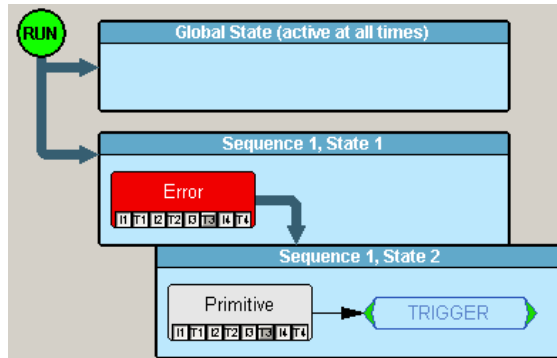 RUN
Global State (active at all times)
Sequence 1, State 1
Error
I1 T1 I2 T2 I3 T3 I4 T4
Sequence 1, State 2
Primitive
I1 T1 I2 T2 I3 T3 I4 T4
TRIGGER